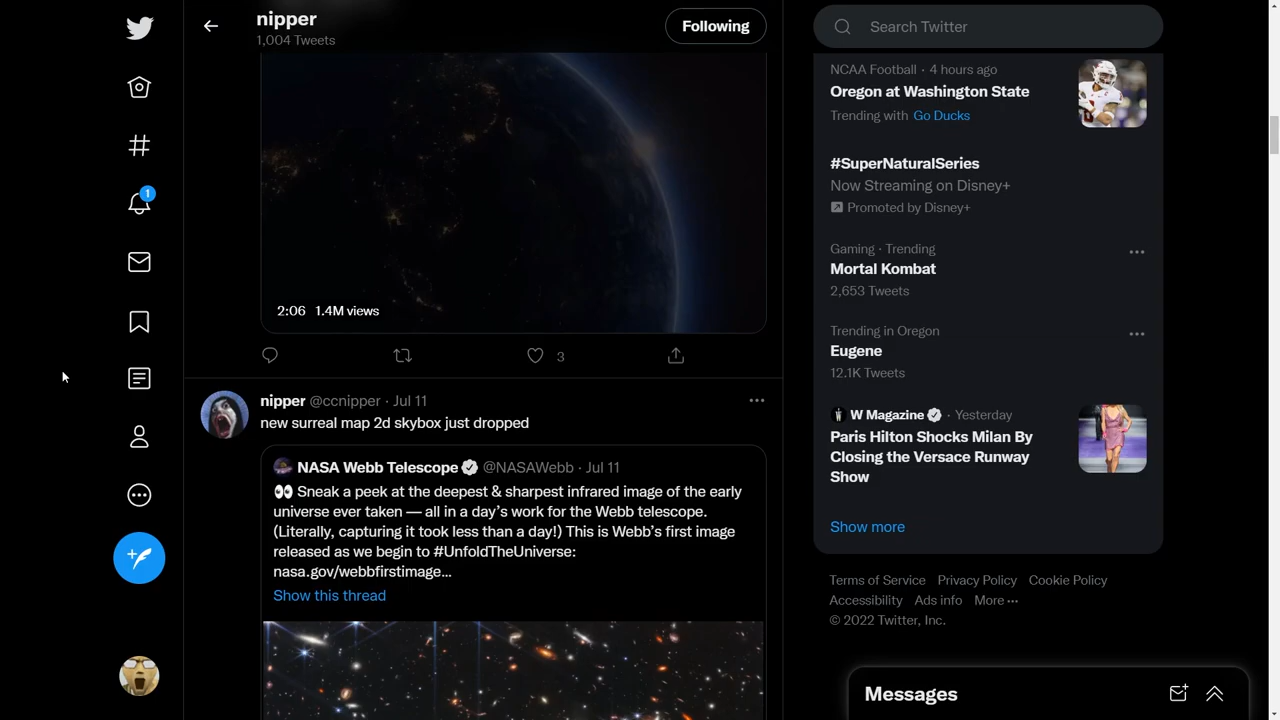 nipper
1,004 Tweets
Following
Search Twitter
NCAA Football · 4 hours ago
Oregon at Washington State
Trending with Go Ducks
#SuperNaturalSeries
Now Streaming on Disney+
Promoted by Disney+
Gaming · Trending
Mortal Kombat
2,653 Tweets
Trending in Oregon
Eugene
12.1K Tweets
W Magazine · Yesterday
Paris Hilton Shocks Milan By
Closing the Versace Runway
Show
Show more
Terms of Service Privacy Policy Cookie Policy
Accessibility Ads info More ···
© 2022 Twitter, Inc.
Messages
1
2:06 1.4M views
3
nipper @ccnipper · Jul 11
new surreal map 2d skybox just dropped
NASA Webb Telescope @NASAWebb · Jul 11
👀 Sneak a peek at the deepest & sharpest infrared image of the early
universe ever taken — all in a day’s work for the Webb telescope.
(Literally, capturing it took less than a day!) This is Webb’s first image
released as we begin to #UnfoldTheUniverse:
nasa.gov/webbfirstimage…
Show this thread